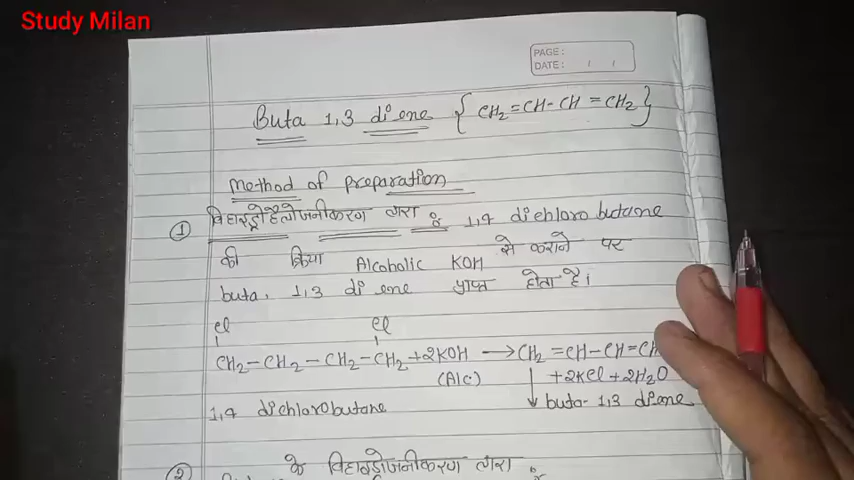 Study Milan
PAGE:
DATE: / /
Buta 1,3 di ene { CH2=CH-CH=CH2 }
Method of preparation
① विहाइड्रोहैलोजनीकरण द्वारा : 1,4 dichloro butane
की क्रिया Alcoholic KOH से कराने पर
buta. 1,3 di ene प्राप्त होता है।
Cl Cl
CH2-CH2-CH2-CH2+2KOH → CH2=CH-CH=CH
(Alc) ↓ +2KCl+2H2O
1,4 dichlorobutane buta-1,3 diene
② के विहाइड्रोजनीकरण द्वारा :